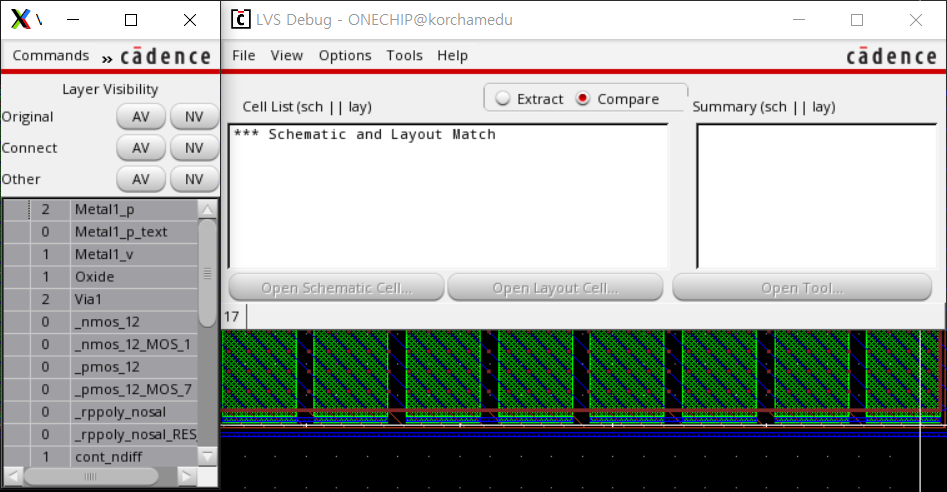 V
Commands » cādence
Layer Visibility
Original AV NV
Connect AV NV
Other AV NV
2 Metal1_p
0 Metal1_p_text
1 Metal1_v
1 Oxide
2 Via1
0 _nmos_12
0 _nmos_12_MOS_1
0 _pmos_12
0 _pmos_12_MOS_7
0 _rppoly_nosal
0 _rppoly_nosal_RES_
1 cont_ndiff
LVS Debug - ONECHIP@korchamedu
File View Options Tools Help cādence
Extract Compare
Cell List (sch || lay) Summary (sch || lay)
*** Schematic and Layout Match
Open Schematic Cell... Open Layout Cell... Open Tool...
17